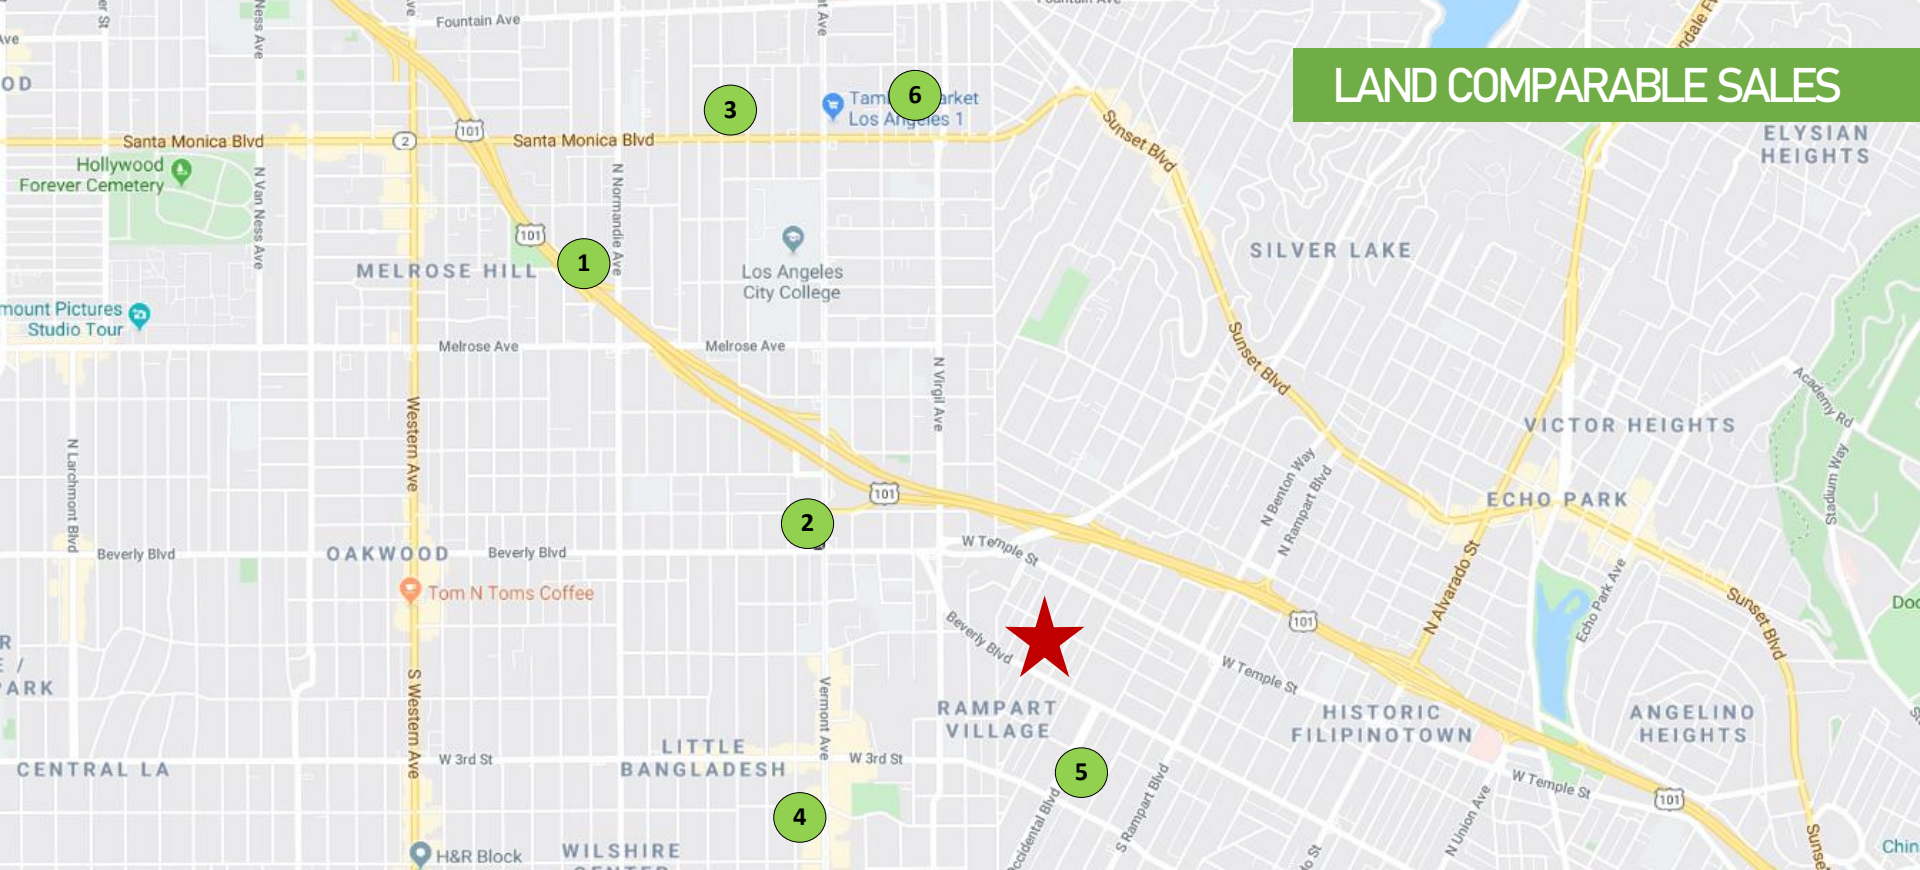 Fountain Ave
LAND COMPARABLE SALES
3
6
Santa Monica Blvd
2
101
Santa Monica Blvd
Los Angeles 1
Sunset Blvd
ELYSIAN
HEIGHTS
Hollywood
Forever Cemetery
N Van Ness Ave
N Normandie Ave
101
1
MELROSE HILL
Los Angeles
City College
SILVER LAKE
Studio Tour
Melrose Ave
Melrose Ave
N Virgil Ave
Sunset Blvd
Academy Rd
Western Ave
N Larchmont Blvd
VICTOR HEIGHTS
Stadium Way
N Benton Way
N Rampart Blvd
101
ECHO PARK
2
Beverly Blvd
OAKWOOD
Beverly Blvd
W Temple St
Tom N Toms Coffee
N Alvarado St
Echo Park Ave
Sunset Blvd
101
Beverly Blvd
W Temple St
S Western Ave
Vermont Ave
RAMPART
VILLAGE
HISTORIC
FILIPINOTOWN
ANGELINO
HEIGHTS
CENTRAL LA
W 3rd St
LITTLE
BANGLADESH
W 3rd St
5
W Temple St
101
4
S Rampart Blvd
N Union Ave
H&R Block
WILSHIRE